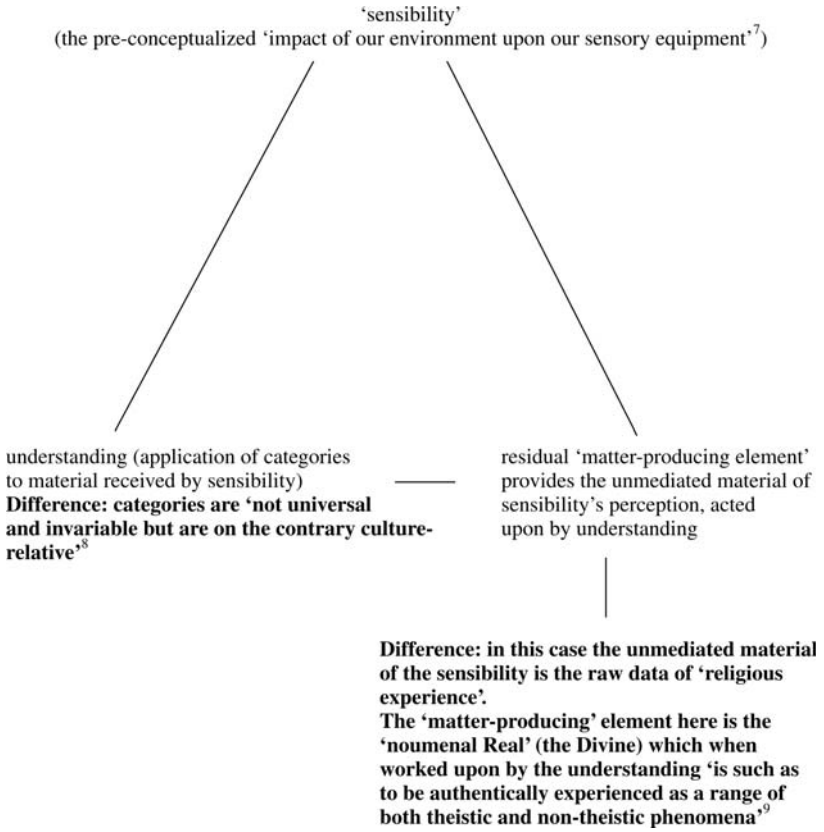 ‘sensibility’
(the pre-conceptualized ‘impact of our environment upon our sensory equipment’7)
understanding (application of categories
to material received by sensibility)
Difference: categories are ‘not universal
and invariable but are on the contrary culture-
relative’8
residual ‘matter-producing element’
provides the unmediated material of
sensibility’s perception, acted
upon by understanding
Difference: in this case the unmediated material
of the sensibility is the raw data of ‘religious
experience’.
The ‘matter-producing’ element here is the
‘noumenal Real’ (the Divine) which when
worked upon by the understanding ‘is such as
to be authentically experienced as a range of
both theistic and non-theistic phenomena’9